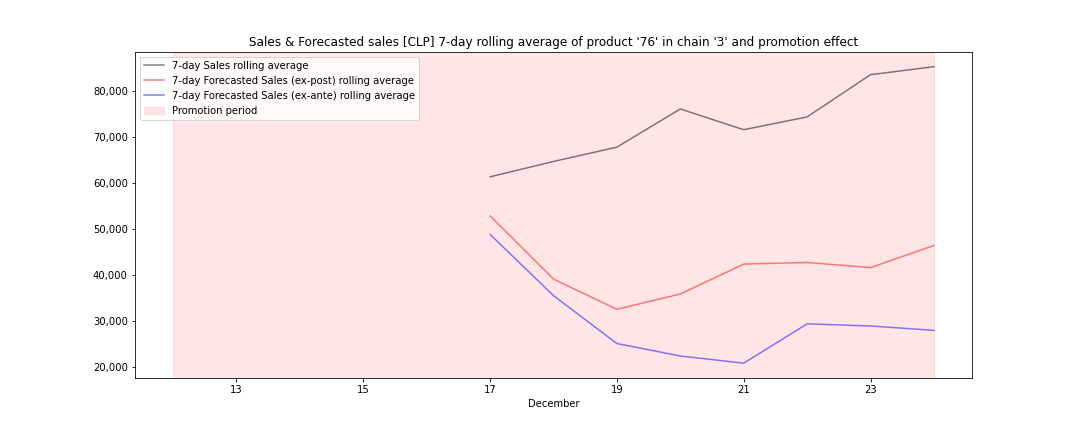 Sales & Forecasted sales [CLP] 7-day rolling average of product '76' in chain '3' and promotion effect
7-day Sales rolling average
7-day Forecasted Sales (ex-post) rolling average
7-day Forecasted Sales (ex-ante) rolling average
Promotion period
80,000
70,000
60,000
50,000
40,000
30,000
20,000
13 15 17 19 21 23
December